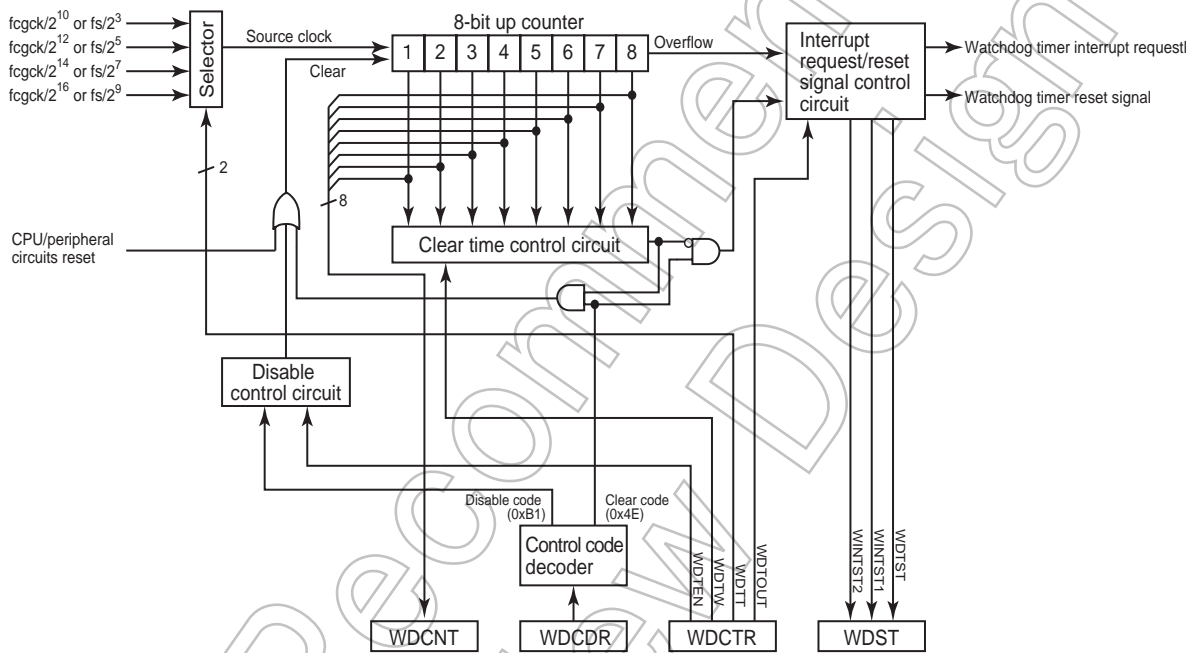 8-bit up counter
fcgck/2^10 or fs/2^3
fcgck/2^12 or fs/2^5
fcgck/2^14 or fs/2^7
fcgck/2^16 or fs/2^9
Selector
Source clock
Clear
1 2 3 4 5 6 7 8
Overflow
Interrupt
request/reset
signal control
circuit
Watchdog timer interrupt requestl
Watchdog timer reset signal
2
8
CPU/peripheral
circuits reset
Clear time control circuit
Disable
control circuit
Disable code
(0xB1)
Clear code
(0x4E)
Control code
decoder
WDTEN
WDTW
WDTT
WDTOUT
WINTST2
WINTST1
WDTST
WDCNT
WDCDR
WDCTR
WDST
Recommen
New Design